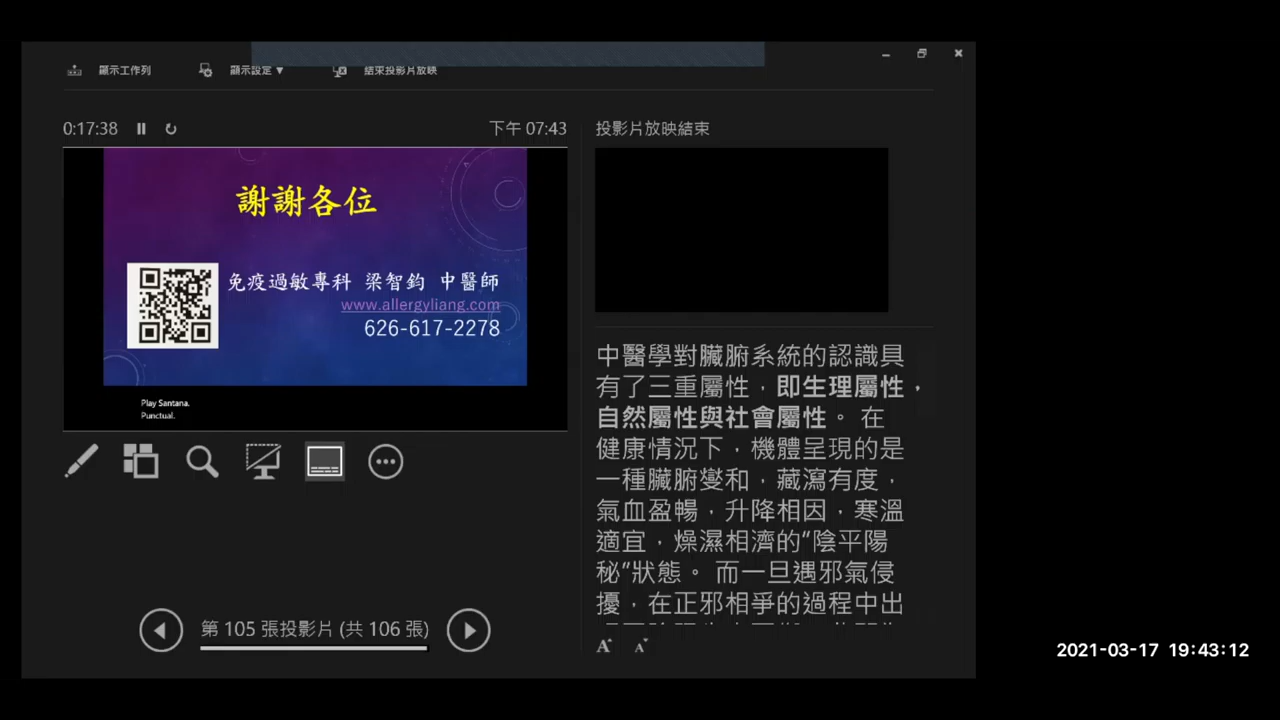 顯示工作列 顯示設定 ▼ 結束投影片放映
0:17:38 下午 07:43
謝謝各位
免疫過敏專科 梁智鈞 中醫師
www.allergyliang.com
626-617-2278
Play Santana.
Punctual.
第 105 張投影片 (共 106 張)
投影片放映結束
中醫學對臟腑系統的認識具
有了三重屬性，即生理屬性，
自然屬性與社會屬性。 在
健康情況下，機體呈現的是
一種臟腑燮和，藏瀉有度，
氣血盈暢，升降相因，寒溫
適宜，燥濕相濟的"陰平陽
秘"狀態。 而一旦遇邪氣侵
擾，在正邪相爭的過程中出
2021-03-17 19:43:12